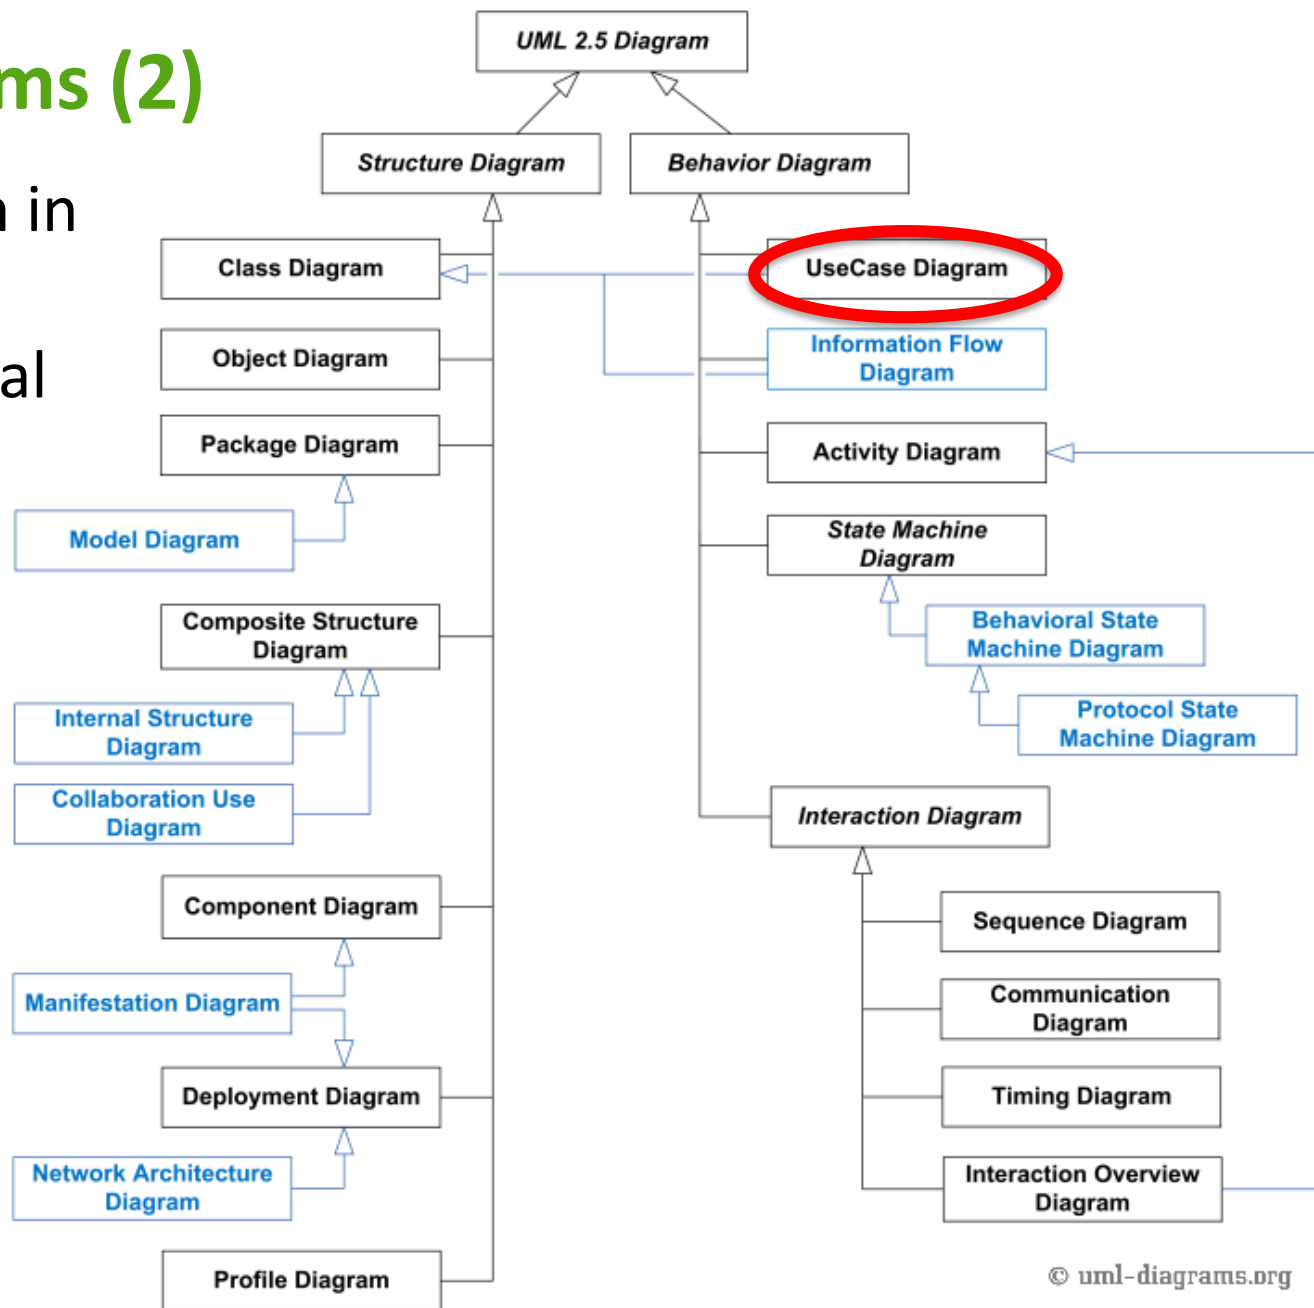 ms (2)
in
al
UML 2.5 Diagram
Structure Diagram
Behavior Diagram
Class Diagram
Object Diagram
Package Diagram
Model Diagram
Composite Structure
Diagram
Internal Structure
Diagram
Collaboration Use
Diagram
Component Diagram
Manifestation Diagram
Deployment Diagram
Network Architecture
Diagram
Profile Diagram
UseCase Diagram
Information Flow
Diagram
Activity Diagram
State Machine
Diagram
Behavioral State
Machine Diagram
Protocol State
Machine Diagram
Interaction Diagram
Sequence Diagram
Communication
Diagram
Timing Diagram
Interaction Overview
Diagram
© uml-diagrams.org